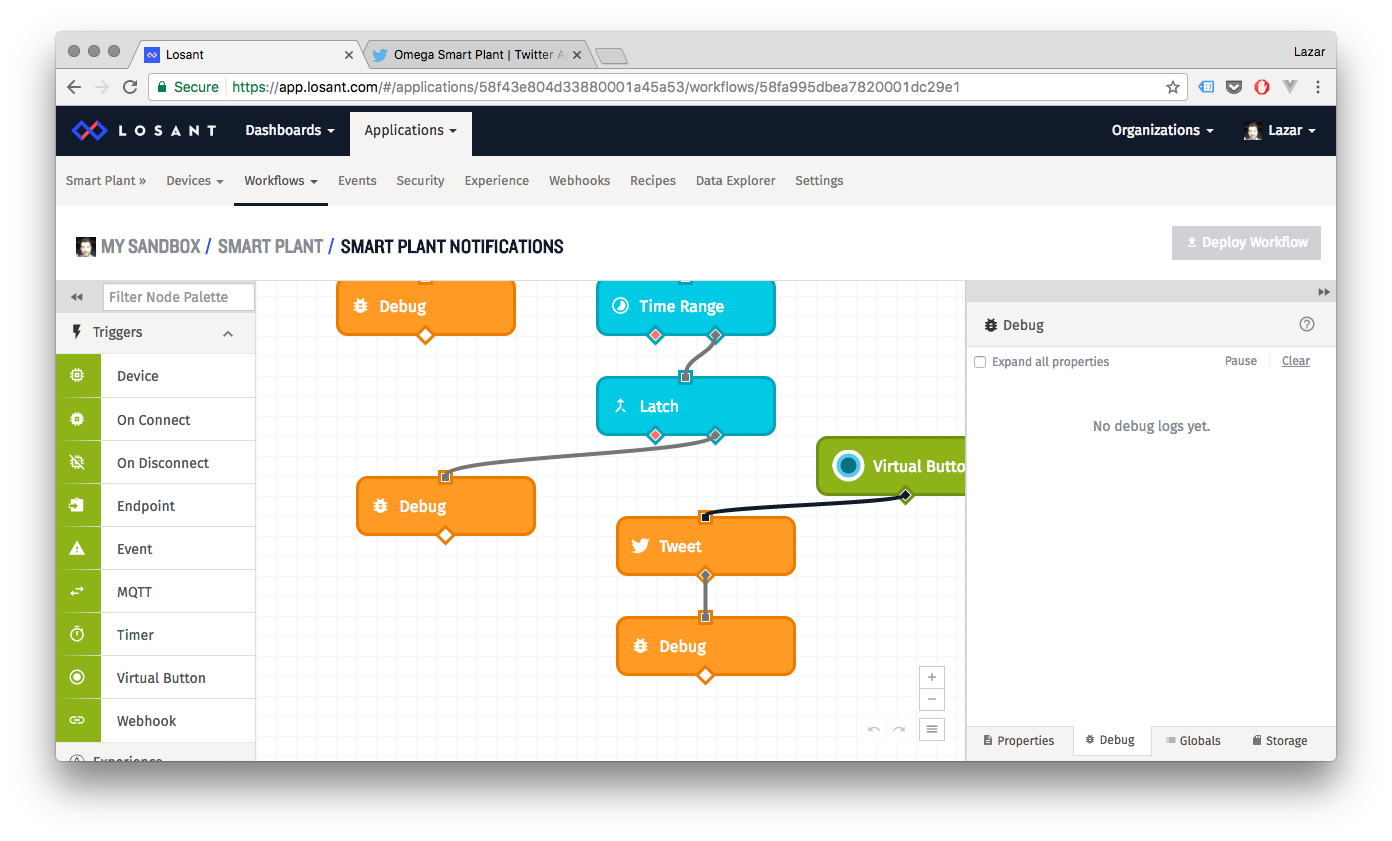 Losant
Omega Smart Plant | Twitter A
Lazar
Secure https://app.losant.com/#/applications/58f43e804d33880001a45a53/workflows/58fa995dbea7820001dc29e1
LOSANT Dashboards Applications Organizations Lazar
Smart Plant » Devices Workflows Events Security Experience Webhooks Recipes Data Explorer Settings
MY SANDBOX / SMART PLANT / SMART PLANT NOTIFICATIONS
Deploy Workflow
Filter Node Palette
Triggers
Device
On Connect
On Disconnect
Endpoint
Event
MQTT
Timer
Virtual Button
Webhook
Experience
Debug
Time Range
Latch
Virtual Butto
Debug
Tweet
Debug
Debug
Expand all properties Pause Clear
No debug logs yet.
Properties Debug Globals Storage